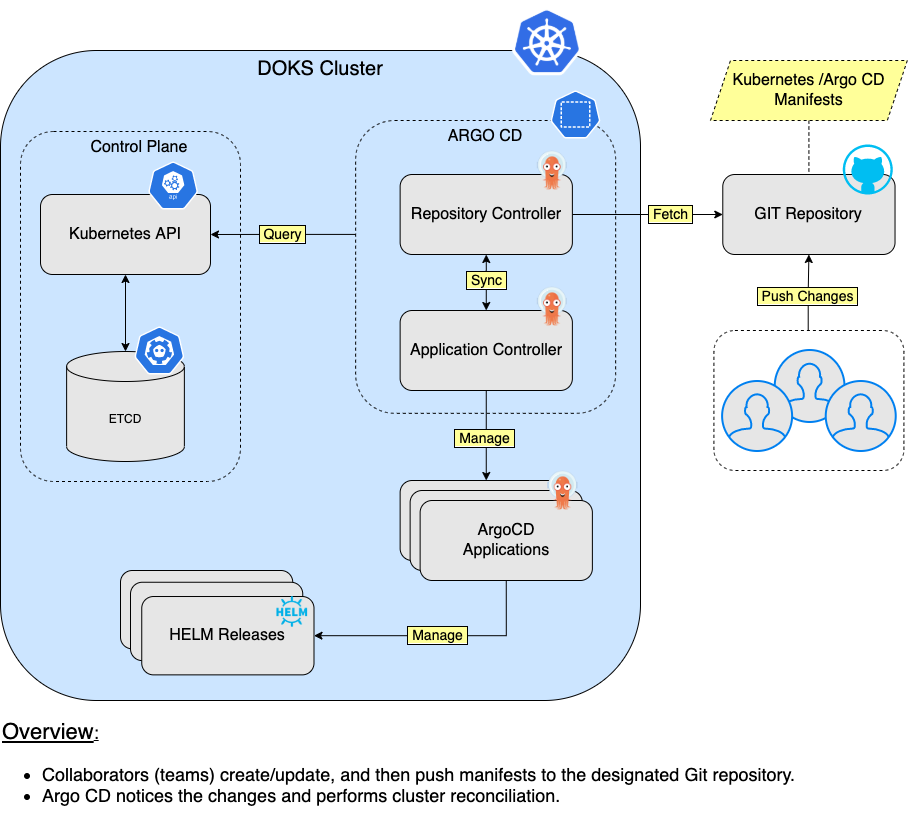 DOKS Cluster
Kubernetes /Argo CD
Manifests
Control Plane
ARGO CD
api
Kubernetes API
Query
Repository Controller
Fetch
GIT Repository
Sync
Push Changes
Application Controller
ETCD
Manage
ArgoCD
Applications
HELM
HELM Releases
Manage
Overview:
• Collaborators (teams) create/update, and then push manifests to the designated Git repository.
• Argo CD notices the changes and performs cluster reconciliation.